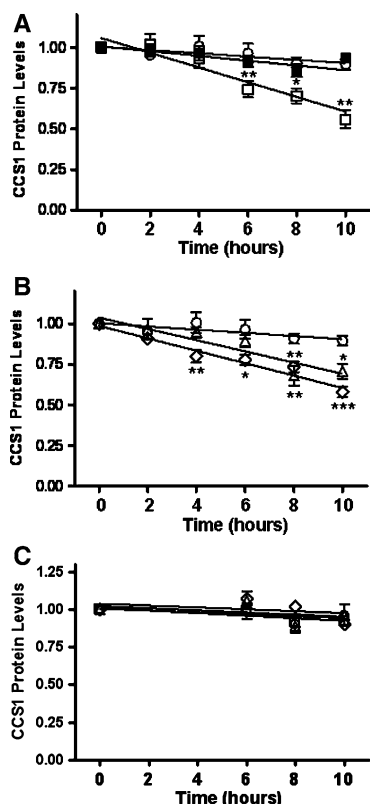 A
CCS1 Protein Levels
1.00
0.75
0.50
0.25
0.00
**
*
**
0 2 4 6 8 10
Time (hours)
B
CCS1 Protein Levels
1.00
0.75
0.50
0.25
0.00
** *
** *
** ***
0 2 4 6 8 10
Time (hours)
C
CCS1 Protein Levels
1.25
1.00
0.75
0.50
0.25
0.00
0 2 4 6 8 10
Time (hours)